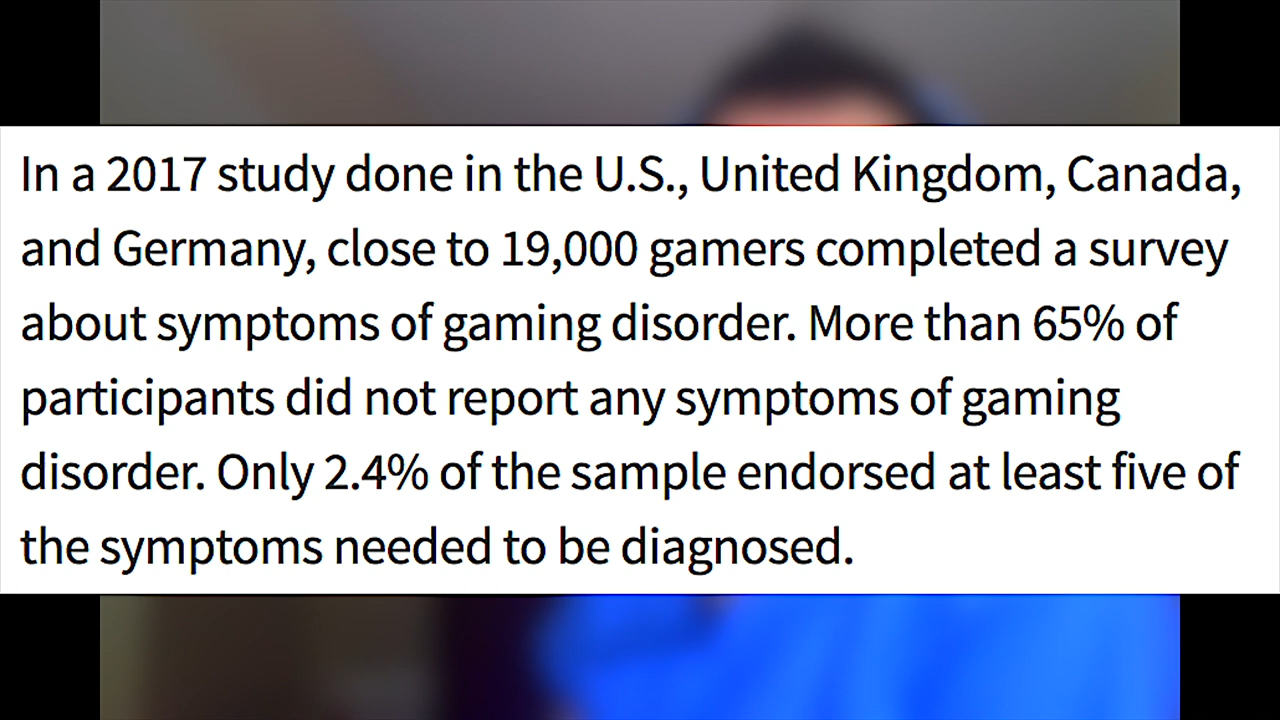 In a 2017 study done in the U.S., United Kingdom, Canada,
and Germany, close to 19,000 gamers completed a survey
about symptoms of gaming disorder. More than 65% of
participants did not report any symptoms of gaming
disorder. Only 2.4% of the sample endorsed at least five of
the symptoms needed to be diagnosed.